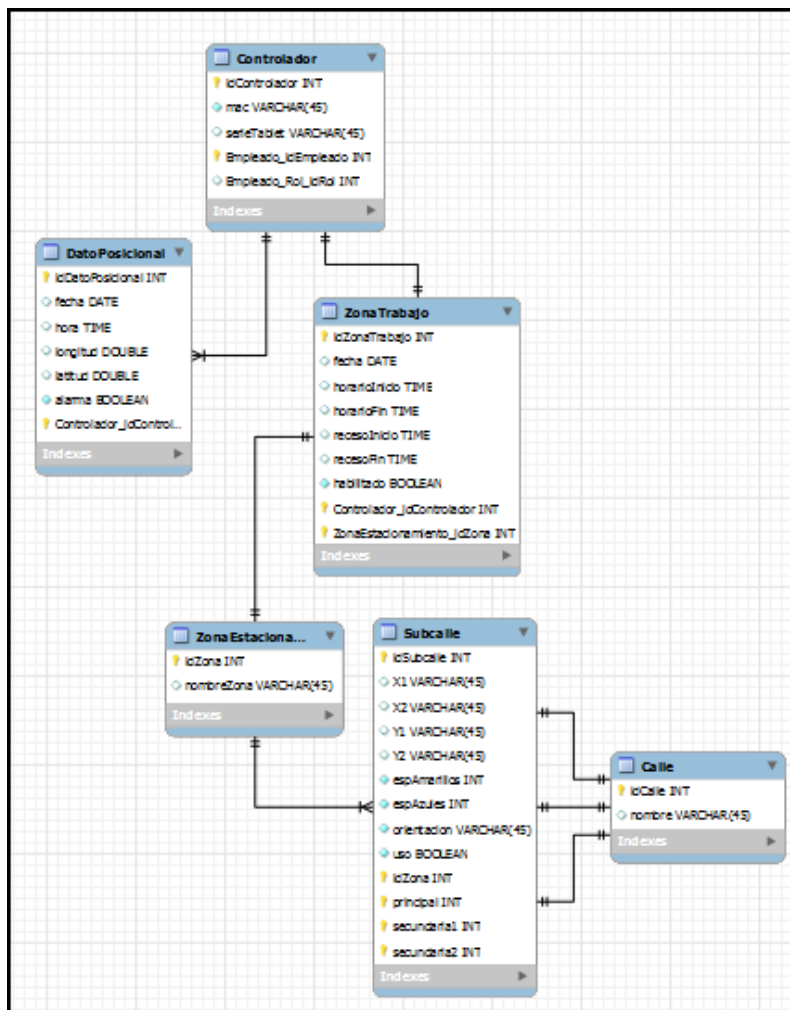 Controlador
idControlador INT
mac VARCHAR(45)
serieTablet VARCHAR(45)
Empleado_idEmpleado INT
Empleado_Rol_idRol INT
Indexes
DatoPosicional
idDatoPosicional INT
fecha DATE
hora TIME
longitud DOUBLE
latitud DOUBLE
alarma BOOLEAN
Controlador_idControl...
Indexes
ZonaTrabajo
idZonaTrabajo INT
fecha DATE
horarioInicio TIME
horarioFin TIME
recesoInicio TIME
recesoFin TIME
habilitado BOOLEAN
Controlador_idControlador INT
ZonaEstacionamiento_idZona INT
Indexes
ZonaEstaciona...
idZona INT
nombreZona VARCHAR(45)
Indexes
Subcalle
idSubcalle INT
X1 VARCHAR(45)
X2 VARCHAR(45)
Y1 VARCHAR(45)
Y2 VARCHAR(45)
espAmarillos INT
espAzules INT
orientacion VARCHAR(45)
uso BOOLEAN
idZona INT
principal INT
secundaria1 INT
secundaria2 INT
Indexes
Calle
idCalle INT
nombre VARCHAR(45)
Indexes